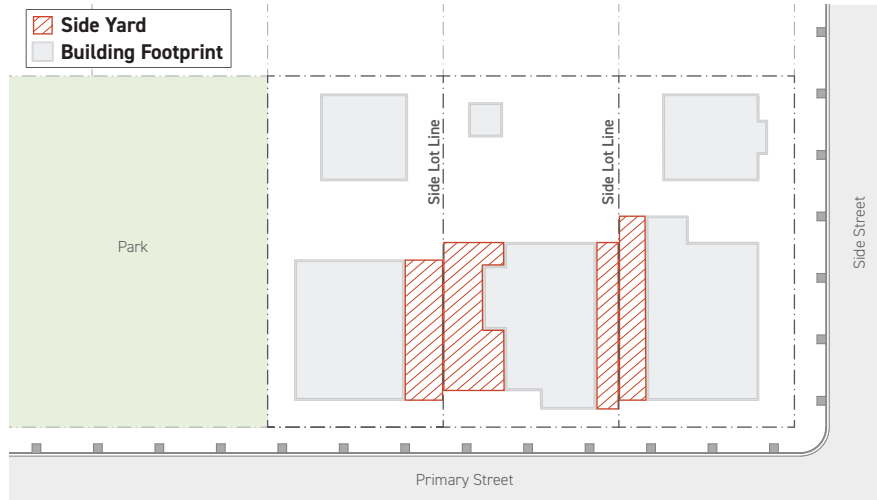 Side Yard
Building Footprint
Side Lot Line
Side Lot Line
Park
Side Street
Primary Street